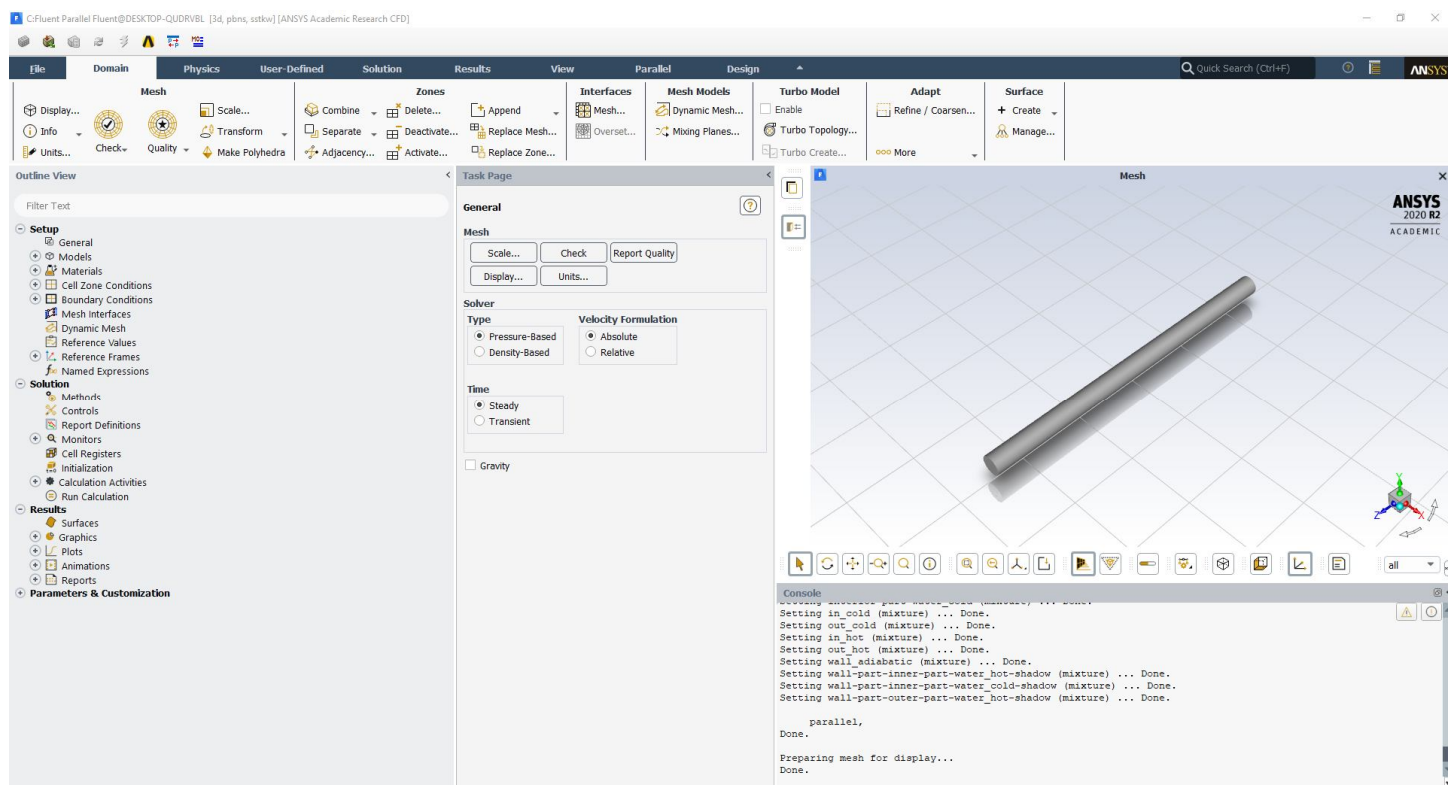 C:Fluent Parallel Fluent@DESKTOP-QUDRVBL [3d, pbns, sstkw] [ANSYS Academic Research CFD]
File Domain Physics User-Defined Solution Results View Parallel Design Quick Search (Ctrl+F) ANSYS
Mesh Zones Interfaces Mesh Models Turbo Model Adapt Surface
Display... Scale... Combine Delete... Append Mesh... Dynamic Mesh... Enable Refine / Coarsen... + Create
Info Check Quality Transform Separate Deactivate... Replace Mesh... Overset... Mixing Planes... Turbo Topology... Manage...
Units... Make Polyhedra Adjacency... Activate... Replace Zone... Turbo Create... More
Outline View
Filter Text
Setup
General
Models
Materials
Cell Zone Conditions
Boundary Conditions
Mesh Interfaces
Dynamic Mesh
Reference Values
Reference Frames
Named Expressions
Solution
Methods
Controls
Report Definitions
Monitors
Cell Registers
Initialization
Calculation Activities
Run Calculation
Results
Surfaces
Graphics
Plots
Animations
Reports
Parameters & Customization
Task Page
General
Mesh
Scale... Check Report Quality
Display... Units...
Solver
Type Velocity Formulation
Pressure-Based Absolute
Density-Based Relative
Time
Steady
Transient
Gravity
Mesh
ANSYS
2020 R2
ACADEMIC
Y
Z X
all
Console
Setting interior-part-water_cold (mixture) ... Done.
Setting in_cold (mixture) ... Done.
Setting out_cold (mixture) ... Done.
Setting in_hot (mixture) ... Done.
Setting out_hot (mixture) ... Done.
Setting wall_adiabatic (mixture) ... Done.
Setting wall-part-inner-part-water_hot-shadow (mixture) ... Done.
Setting wall-part-inner-part-water_cold-shadow (mixture) ... Done.
Setting wall-part-outer-part-water_hot-shadow (mixture) ... Done.
parallel,
Done.
Preparing mesh for display...
Done.